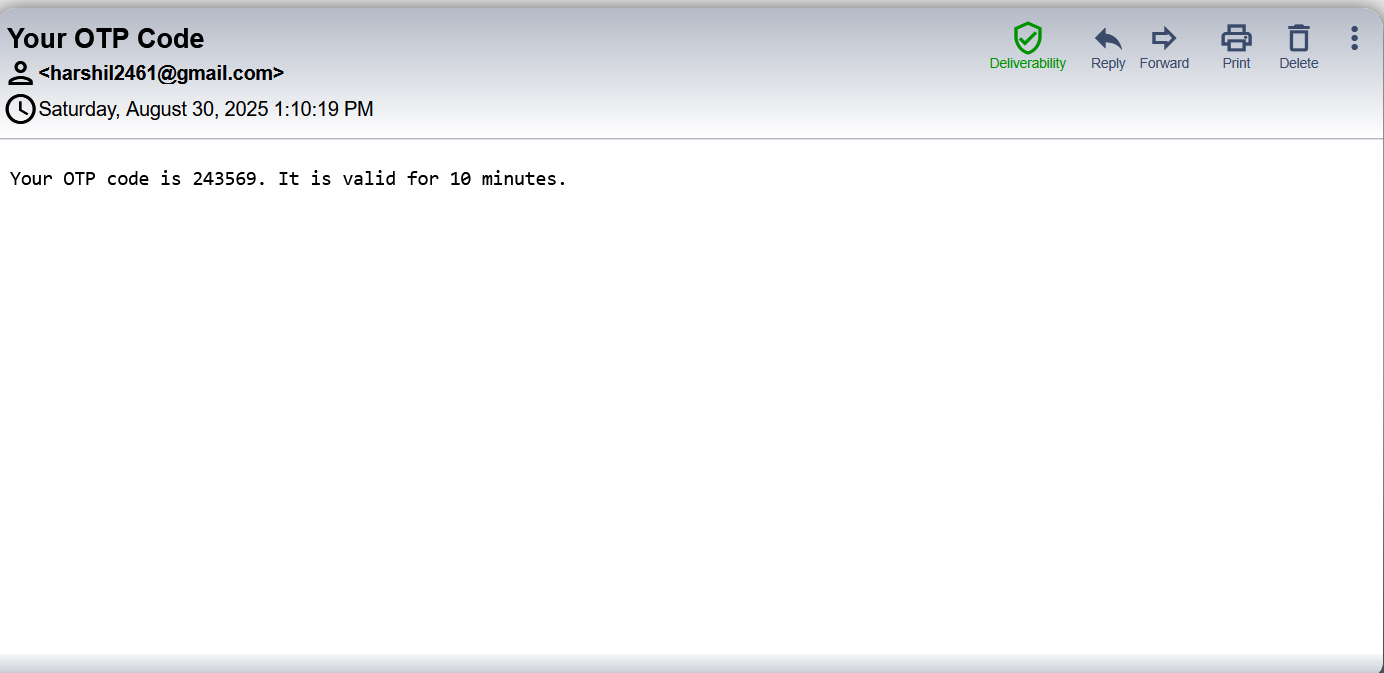 Your OTP Code
<harshil2461@gmail.com>
Saturday, August 30, 2025 1:10:19 PM
Deliverability
Reply
Forward
Print
Delete
Your OTP code is 243569. It is valid for 10 minutes.